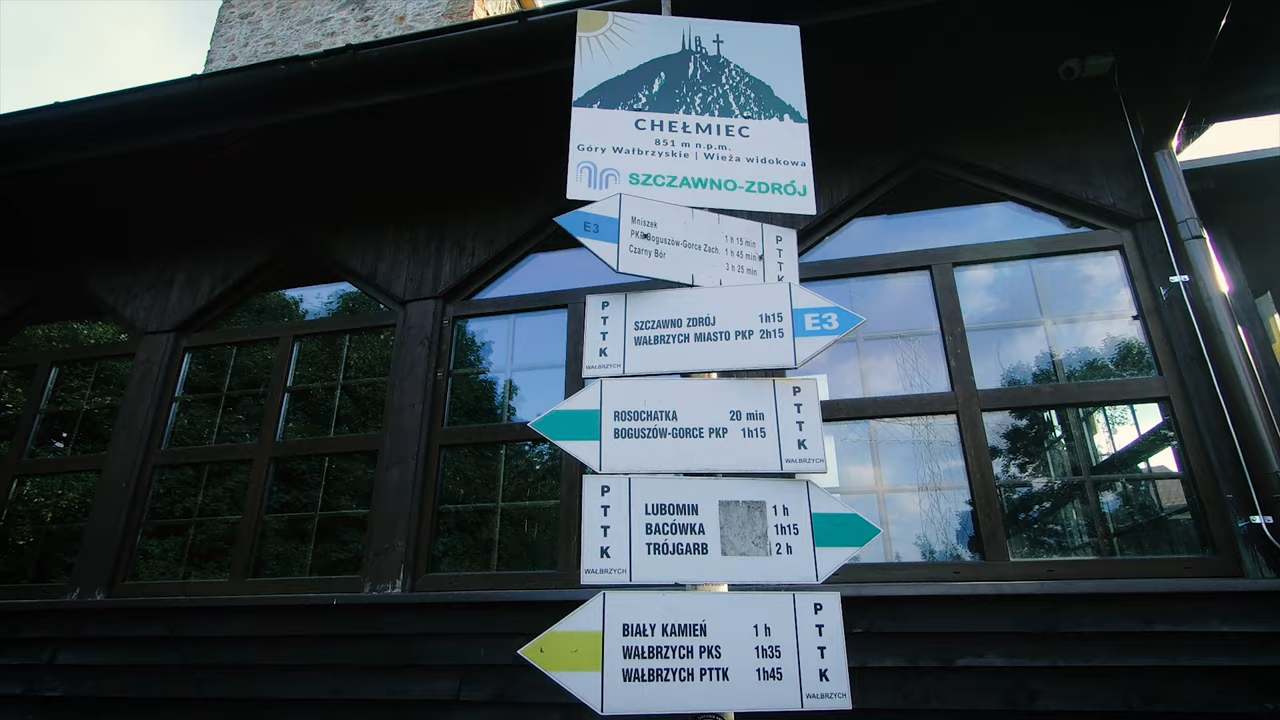 CHEŁMIEC
851 m n.p.m.
Góry Wałbrzyskie | Wieża widokowa
SZCZAWNO-ZDRÓJ
E3
Mniszek 1 h 15 min
PKP Boguszów-Gorce Zach. 1 h 45 min
Czarny Bór 3 h 25 min
PTTK
PTTK
WAŁBRZYCH
SZCZAWNO ZDRÓJ 1h15
WAŁBRZYCH MIASTO PKP 2h15
E3
ROSOCHATKA 20 min
BOGUSZÓW-GORCE PKP 1h15
PTTK
WAŁBRZYCH
PTTK
WAŁBRZYCH
LUBOMIN 1 h
BACÓWKA 1h15
TRÓJGARB 2 h
BIAŁY KAMIEŃ 1 h
WAŁBRZYCH PKS 1h35
WAŁBRZYCH PTTK 1h45
PTTK
WAŁBRZYCH